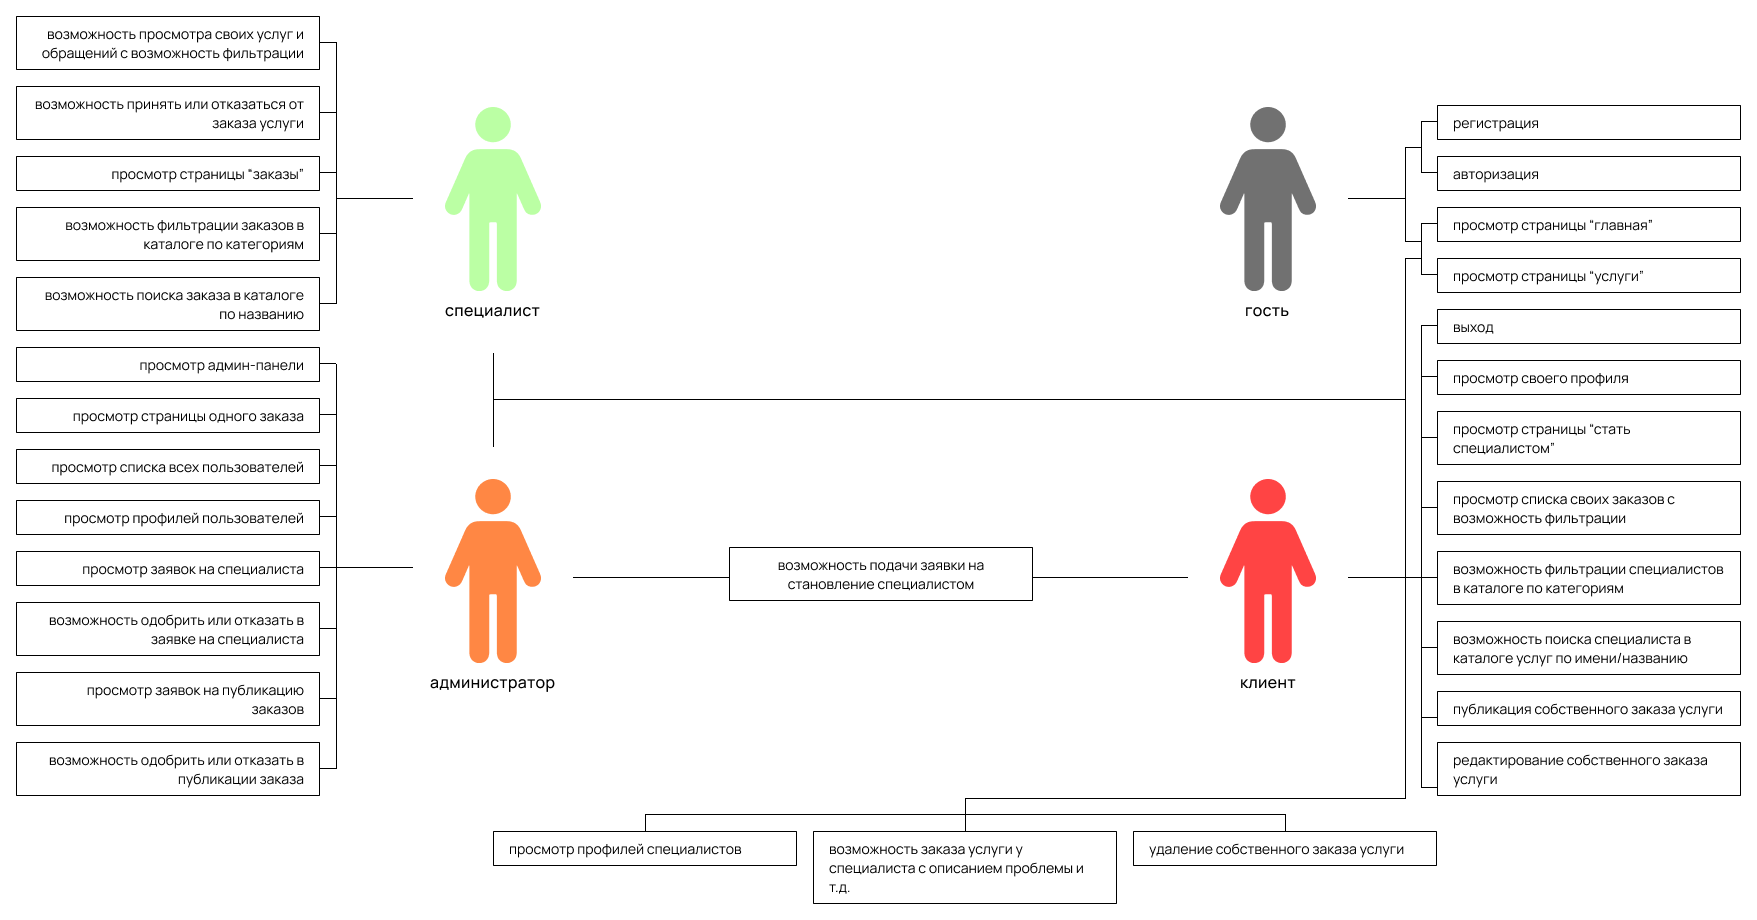 возможность просмотра своих услуг и
обращений с возможность фильтрации
возможность принять или отказаться от
заказа услуги
просмотр страницы “заказы”
возможность фильтрации заказов в
каталоге по категориям
возможность поиска заказа в каталоге
по названию
просмотр админ-панели
просмотр страницы одного заказа
просмотр списка всех пользователей
просмотр профилей пользователей
просмотр заявок на специалиста
возможность одобрить или отказать в
заявке на специалиста
просмотр заявок на публикацию
заказов
возможность одобрить или отказать в
публикации заказа
специалист
администратор
возможность подачи заявки на
становление специалистом
гость
клиент
регистрация
авторизация
просмотр страницы “главная”
просмотр страницы “услуги”
выход
просмотр своего профиля
просмотр страницы “стать
специалистом”
просмотр списка своих заказов с
возможность фильтрации
возможность фильтрации специалистов
в каталоге по категориям
возможность поиска специалиста в
каталоге услуг по имени/названию
публикация собственного заказа услуги
редактирование собственного заказа
услуги
просмотр профилей специалистов
возможность заказа услуги у
специалиста с описанием проблемы и
т.д.
удаление собственного заказа услуги